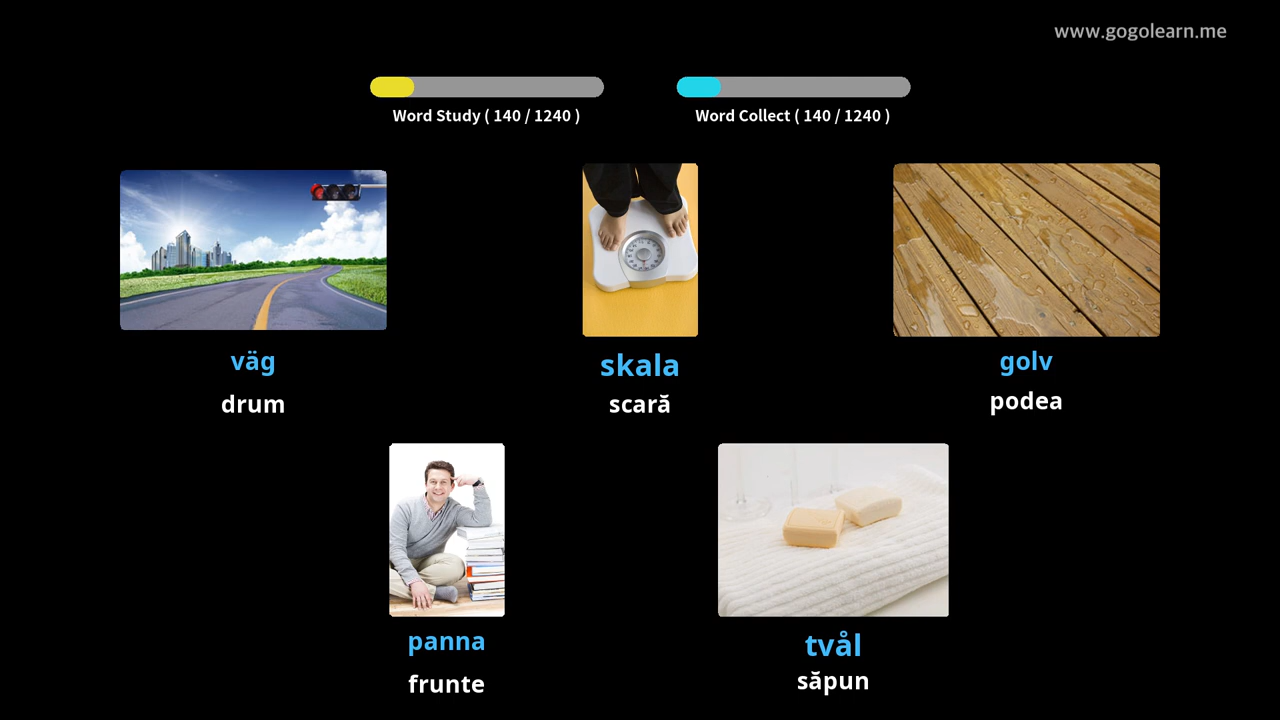 www.gogolearn.me
Word Study ( 140 / 1240 )
Word Collect ( 140 / 1240 )
väg
drum
skala
scară
golv
podea
panna
frunte
tvål
săpun